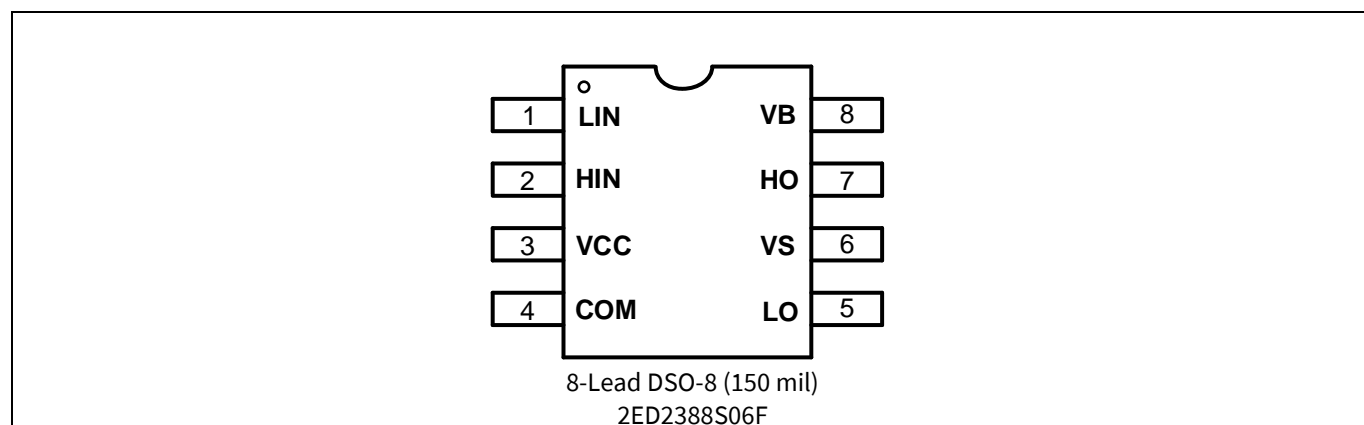 1 LIN VB 8
2 HIN HO 7
3 VCC VS 6
4 COM LO 5
8-Lead DSO-8 (150 mil)
2ED2388S06F